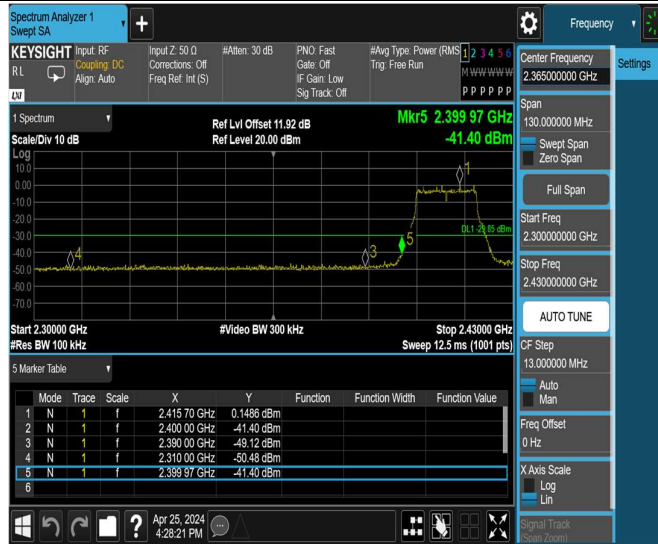 Spectrum Analyzer 1
Swept SA
+
Frequency
KEYSIGHT
Input: RF
Input Z: 50 Ω
#Atten: 30 dB
PNO: Fast
#Avg Type: Power (RMS
1 2 3 4 5 6
R L
Coupling: DC
Corrections: Off
Gate: Off
Trig: Free Run
M W W W W W
Align: Auto
Freq Ref: Int (S)
IF Gain: Low
Sig Track: Off
P P P P P P
LXI
1 Spectrum
Ref Lvl Offset 11.92 dB
Mkr5 2.399 97 GHz
Scale/Div 10 dB
Ref Level 20.00 dBm
-41.40 dBm
Log
10.0
0.00
-10.0
-20.0
-30.0
-40.0
-50.0
-60.0
-70.0
1
DL1 -29.85 dBm
5
3
4
Start 2.30000 GHz
#Video BW 300 kHz
Stop 2.43000 GHz
#Res BW 100 kHz
Sweep 12.5 ms (1001 pts)
5 Marker Table
Mode Trace Scale X Y Function Function Width Function Value
1 N 1 f 2.415 70 GHz 0.1486 dBm
2 N 1 f 2.400 00 GHz -41.40 dBm
3 N 1 f 2.390 00 GHz -49.12 dBm
4 N 1 f 2.310 00 GHz -50.48 dBm
5 N 1 f 2.399 97 GHz -41.40 dBm
6
Apr 25, 2024
4:28:21 PM
Center Frequency
2.365000000 GHz
Settings
Span
130.000000 MHz
Swept Span
Zero Span
Full Span
Start Freq
2.300000000 GHz
Stop Freq
2.430000000 GHz
AUTO TUNE
CF Step
13.000000 MHz
Auto
Man
Freq Offset
0 Hz
X Axis Scale
Log
Lin
Signal Track
(Span Zoom)